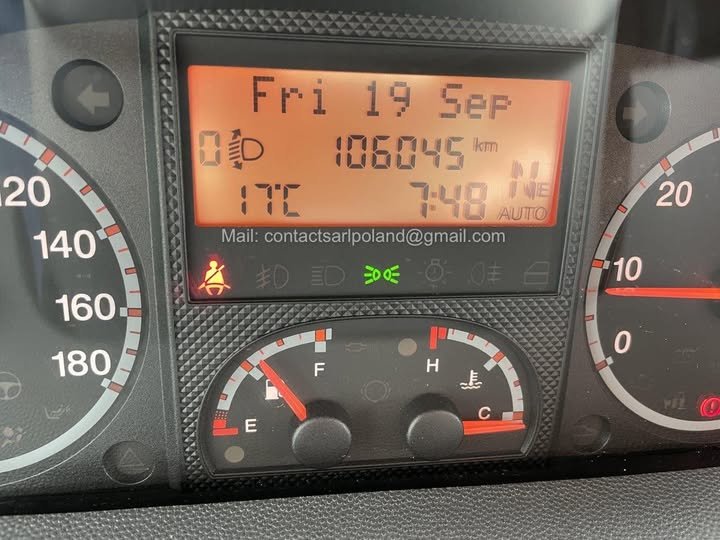 Fri 19 Sep
0 106045 km
17°C 7:48 N E
AUTO
Mail: contactsarlpoland@gmail.com
120
140
160
180
20
10
0
F
E
H
C